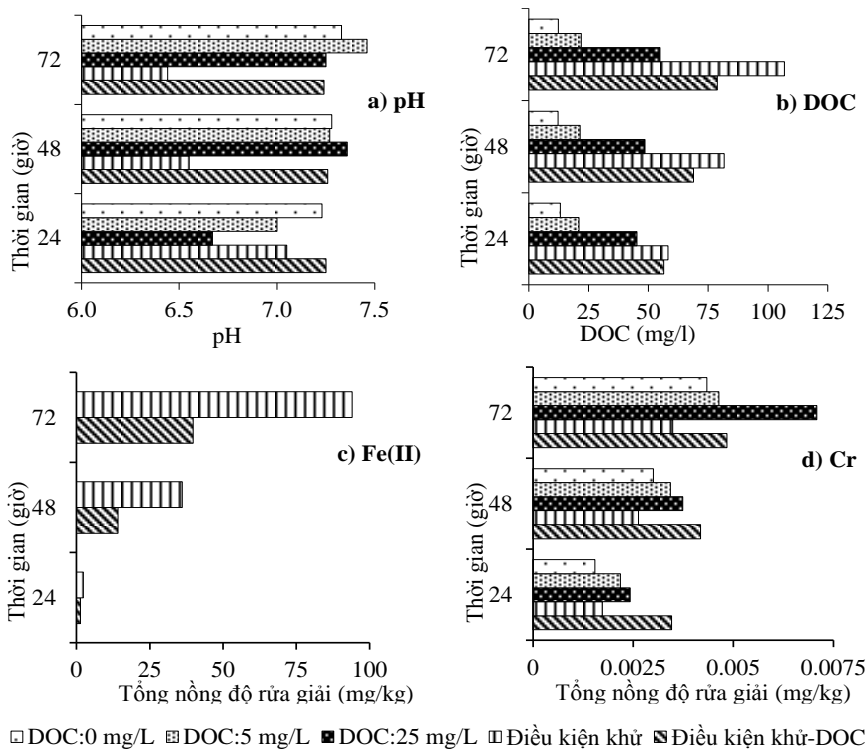 Thời gian (giờ)
72
48
24
a) pH
6.0 6.5 7.0 7.5
pH
Thời gian (giờ)
72
48
24
b) DOC
0 25 50 75 100 125
DOC (mg/l)
Thời gian (giờ)
72
48
24
c) Fe(II)
0 25 50 75 100
Tổng nồng độ rửa giải (mg/kg)
Thời gian (giờ)
72
48
24
d) Cr
0 0.0025 0.005 0.0075
Tổng nồng độ rửa giải (mg/kg)
DOC:0 mg/L DOC:5 mg/L DOC:25 mg/L Điều kiện khử Điều kiện khử-DOC